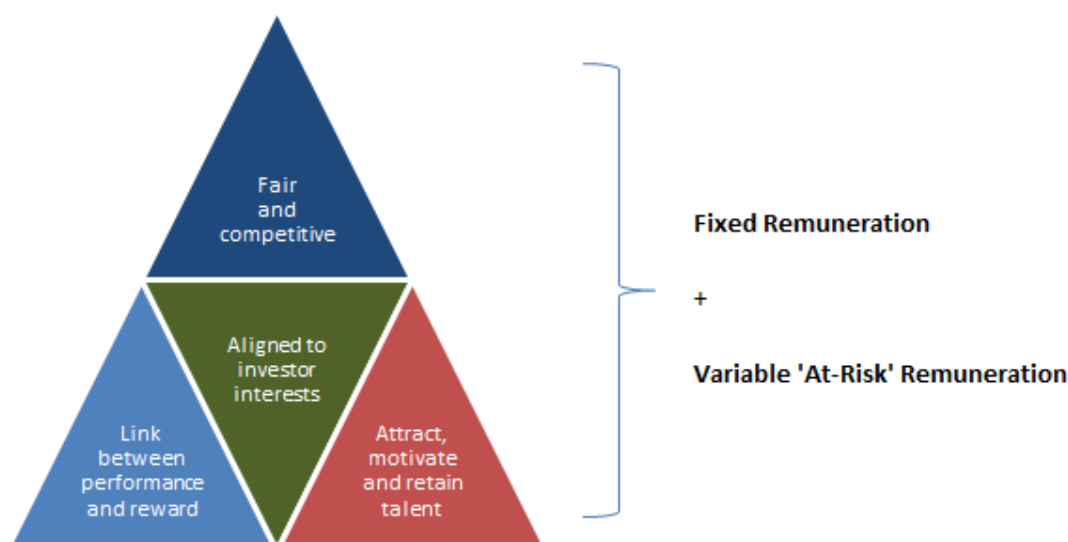 Fair
and
competitive
Aligned to
investor
interests
Link
between
performance
and reward
Attract,
motivate
and retain
talent
Fixed Remuneration
+
Variable 'At-Risk' Remuneration